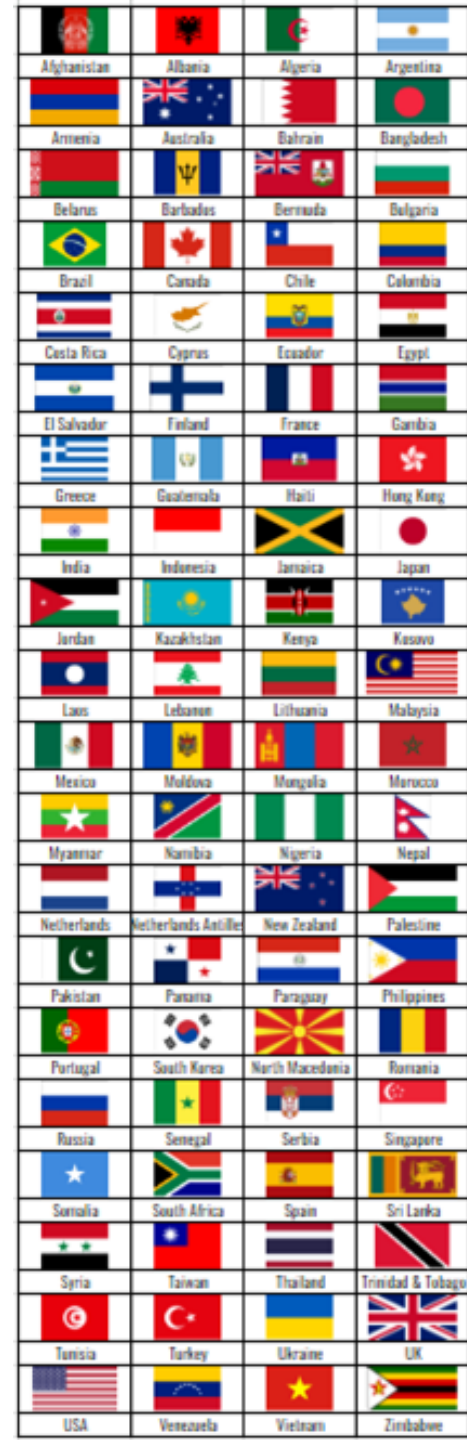 Afghanistan Albania Algeria Argentina
Armenia Australia Bahrain Bangladesh
Belarus Barbados Bermuda Bulgaria
Brazil Canada Chile Colombia
Costa Rica Cyprus Ecuador Egypt
El Salvador Finland France Gambia
Greece Guatemala Haiti Hong Kong
India Indonesia Jamaica Japan
Jordan Kazakhstan Kenya Kosovo
Laos Lebanon Lithuania Malaysia
Mexico Moldova Mongolia Morocco
Myanmar Namibia Nigeria Nepal
Netherlands Netherlands Antilles New Zealand Palestine
Pakistan Panama Paraguay Philippines
Portugal South Korea North Macedonia Romania
Russia Senegal Serbia Singapore
Somalia South Africa Spain Sri Lanka
Syria Taiwan Thailand Trinidad & Tobago
Tunisia Turkey Ukraine UK
USA Venezuela Vietnam Zimbabwe